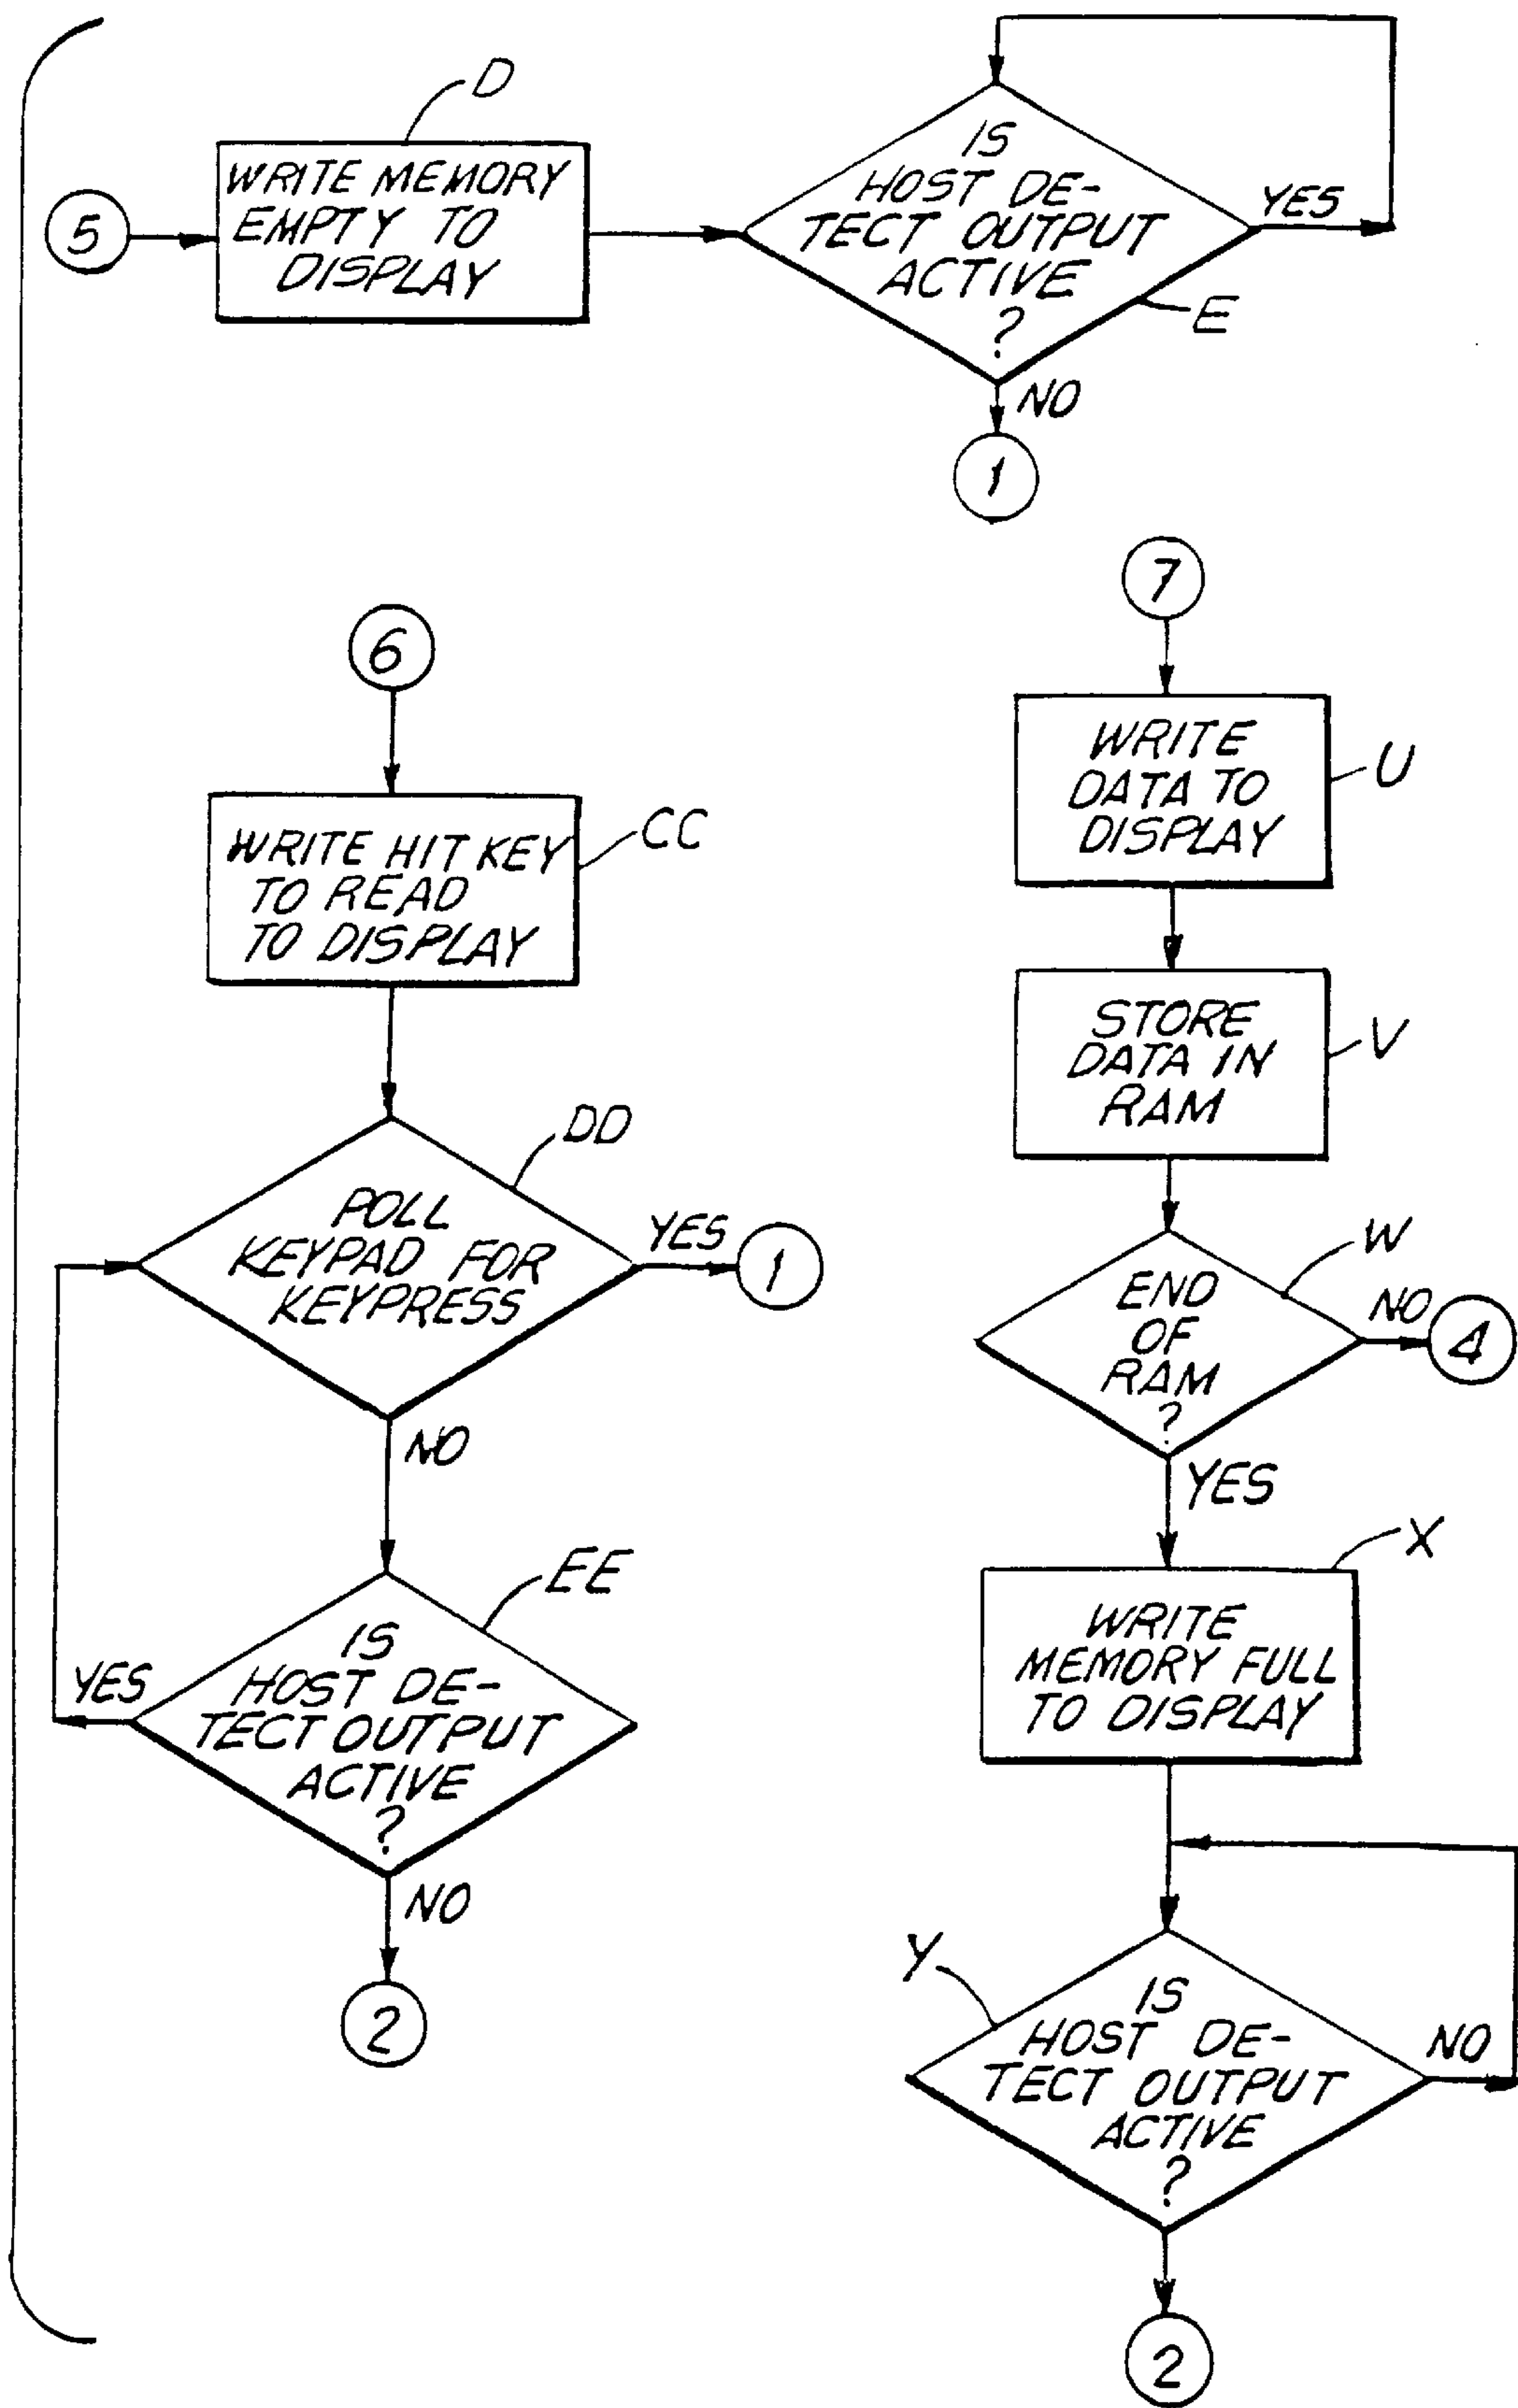 D
5
WRITE MEMORY
EMPTY TO
DISPLAY
IS
HOST DE-
TECT OUTPUT
ACTIVE
?
YES
E
NO
1
6
WRITE HIT KEY
TO READ
TO DISPLAY
CC
DD
POLL
KEYPAD FOR
KEYPRESS
YES
1
NO
EE
IS
HOST DE-
TECT OUTPUT
ACTIVE
?
YES
NO
2
7
WRITE
DATA TO
DISPLAY
U
STORE
DATA IN
RAM
V
W
END
OF
RAM
?
NO
4
YES
X
WRITE
MEMORY FULL
TO DISPLAY
Y
IS
HOST DE-
TECT OUTPUT
ACTIVE
?
NO
2